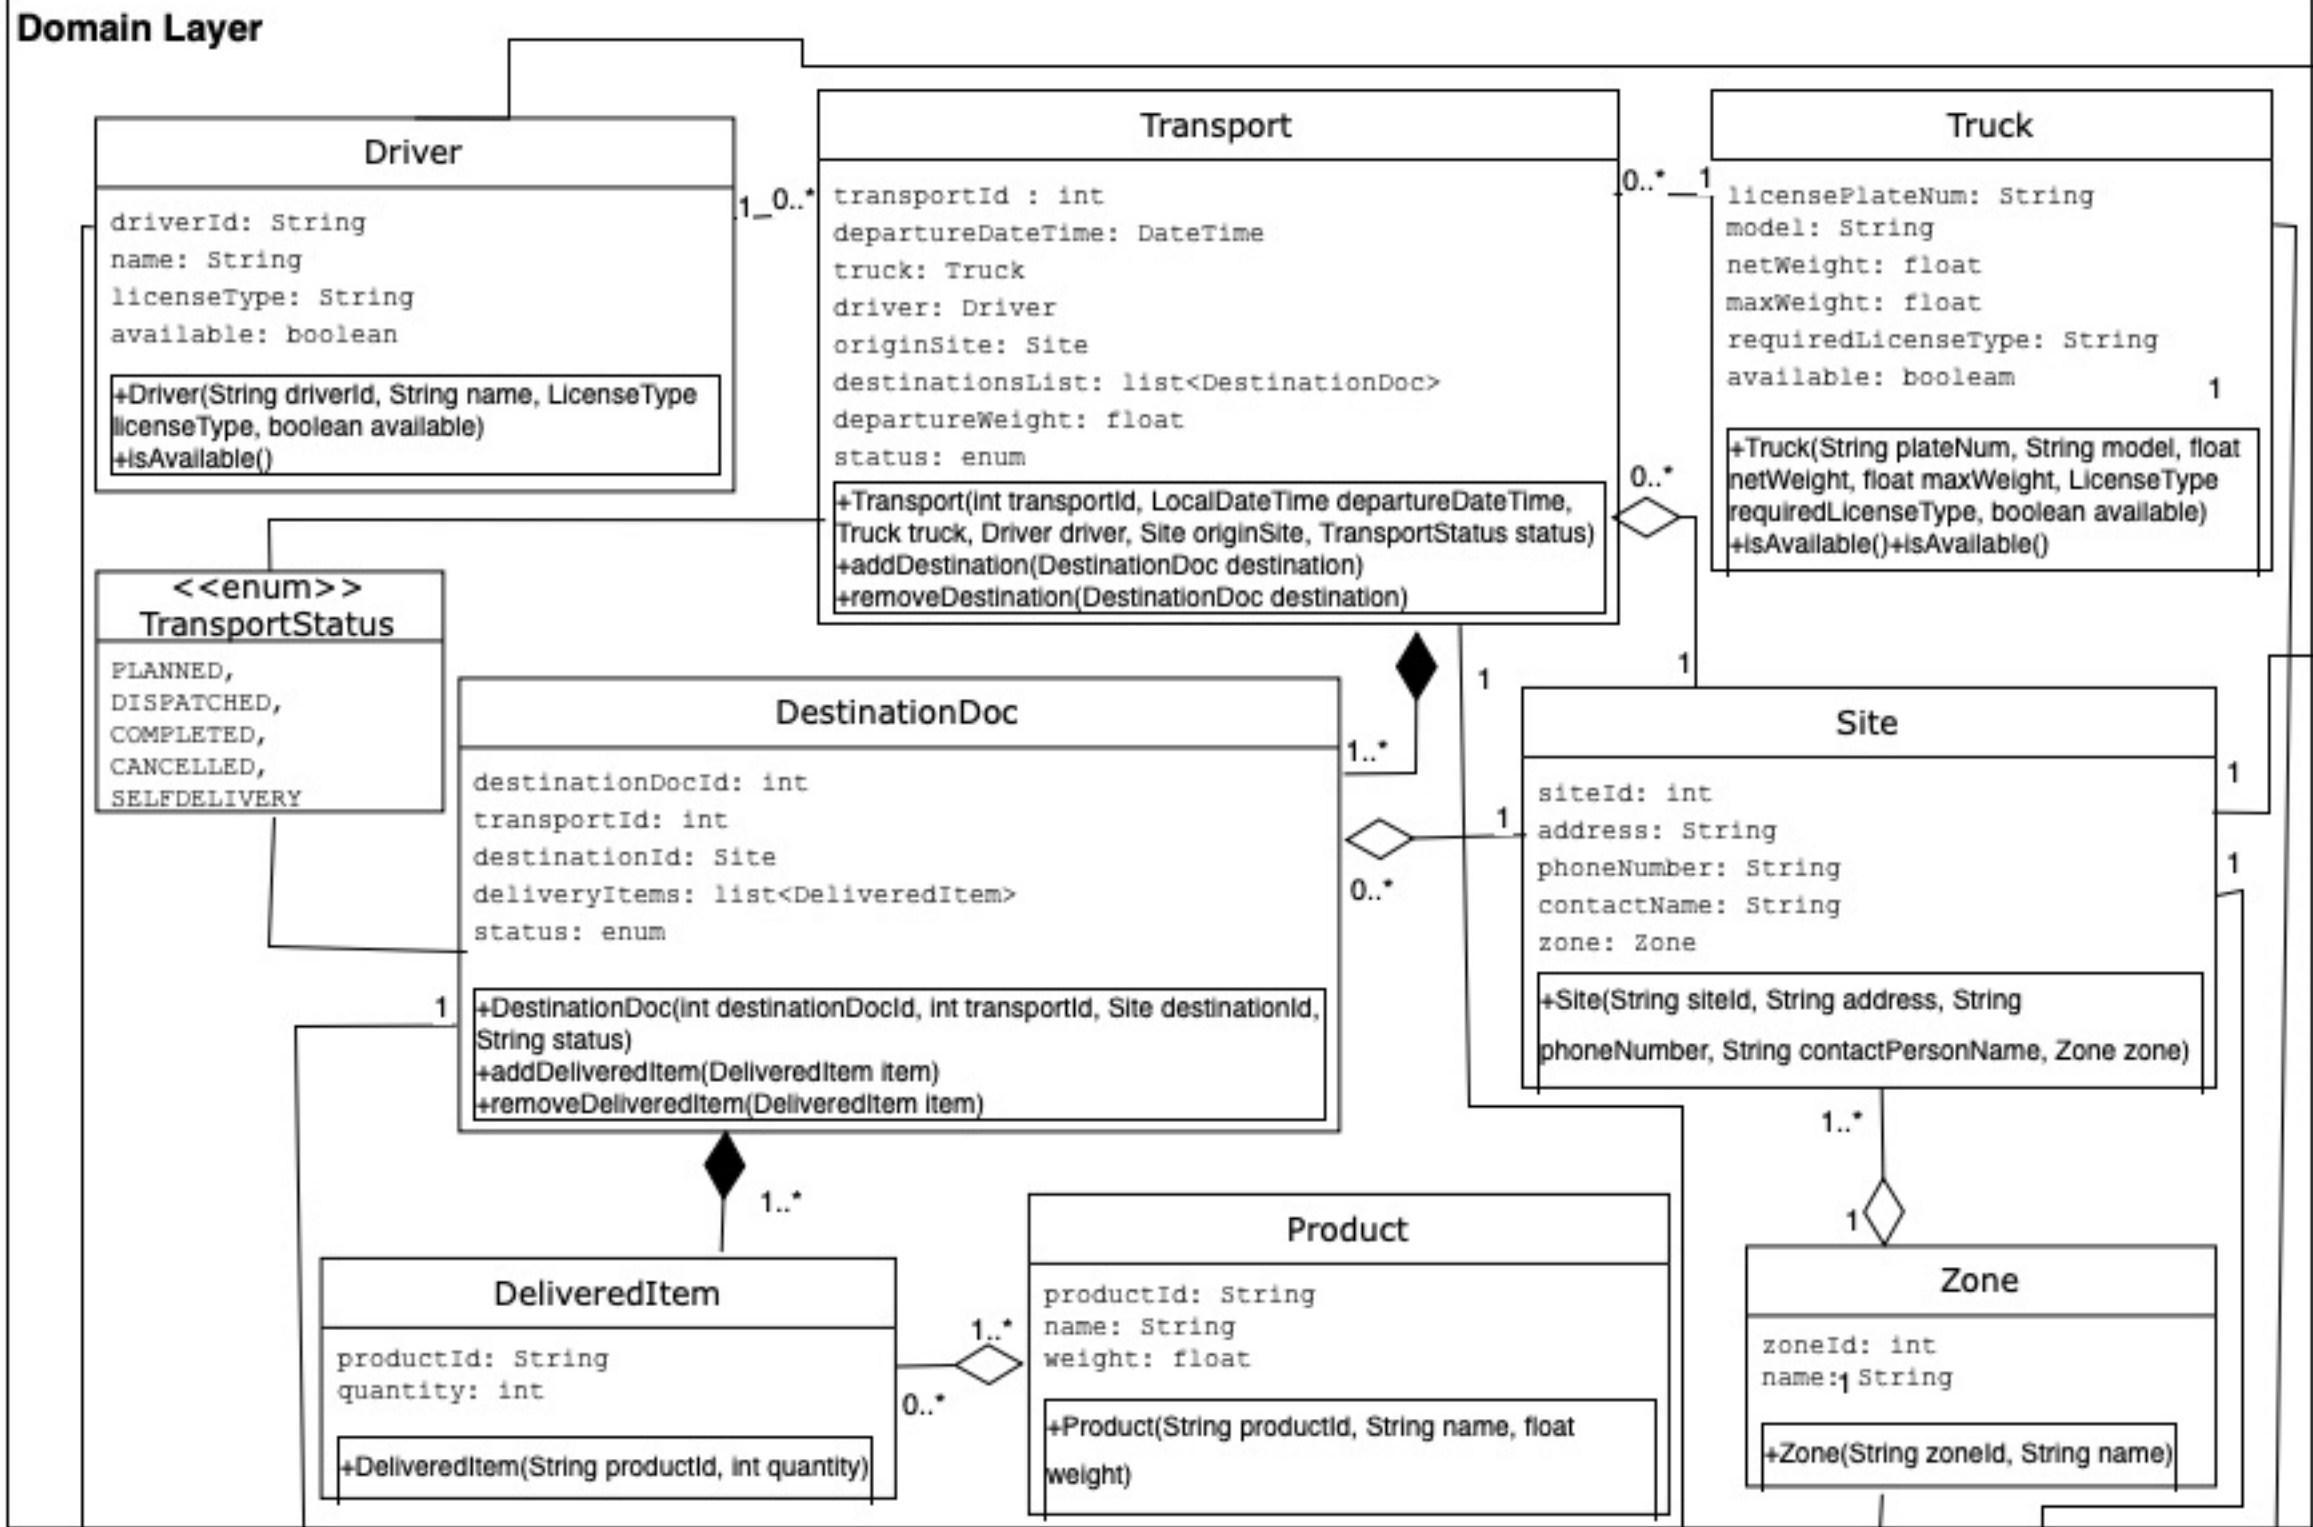 Domain Layer
Driver
driverId: String
name: String
licenseType: String
available: boolean
+Driver(String driverId, String name, LicenseType
licenseType, boolean available)
+isAvailable()
1
0..*
Transport
transportId : int
departureDateTime: DateTime
truck: Truck
driver: Driver
originSite: Site
destinationsList: list<DestinationDoc>
departureWeight: float
status: enum
+Transport(int transportId, LocalDateTime departureDateTime,
Truck truck, Driver driver, Site originSite, TransportStatus status)
+addDestination(DestinationDoc destination)
+removeDestination(DestinationDoc destination)
0..*
1
Truck
licensePlateNum: String
model: String
netWeight: float
maxWeight: float
requiredLicenseType: String
available: booleam
1
+Truck(String plateNum, String model, float
netWeight, float maxWeight, LicenseType
requiredLicenseType, boolean available)
+isAvailable()+isAvailable()
0..*
1
1
<<enum>>
TransportStatus
PLANNED,
DISPATCHED,
COMPLETED,
CANCELLED,
SELFDELIVERY
DestinationDoc
destinationDocId: int
transportId: int
destinationId: Site
deliveryItems: list<DeliveredItem>
status: enum
+DestinationDoc(int destinationDocId, int transportId, Site destinationId,
String status)
+addDeliveredItem(DeliveredItem item)
+removeDeliveredItem(DeliveredItem item)
1..*
1
0..*
1
Site
siteId: int
address: String
phoneNumber: String
contactName: String
zone: Zone
+Site(String siteId, String address, String
phoneNumber, String contactPersonName, Zone zone)
1
1
1..*
1
1..*
DeliveredItem
productId: String
quantity: int
+DeliveredItem(String productId, int quantity)
1..*
0..*
Product
productId: String
name: String
weight: float
+Product(String productId, String name, float
weight)
Zone
zoneId: int
name: String
1
+Zone(String zoneId, String name)